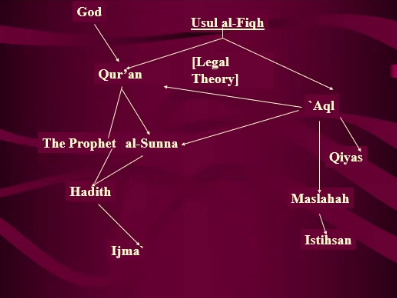 God
Usul al-Fiqh
[Legal
Theory]
Qur’an
`Aql
The Prophet al-Sunna
Qiyas
Hadith
Maslahah
Istihsan
Ijma`